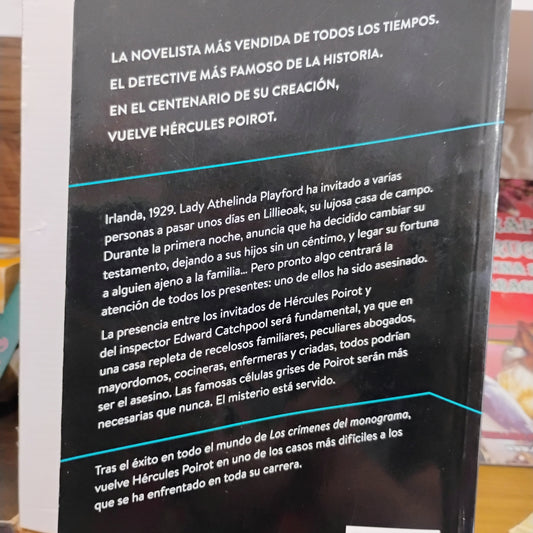 LA NOVELISTA MÁS VENDIDA DE TODOS LOS TIEMPOS.
EL DETECTIVE MÁS FAMOSO DE LA HISTORIA.
EN EL CENTENARIO DE SU CREACIÓN,
VUELVE HÉRCULES POIROT.
Irlanda, 1929. Lady Athelinda Playford ha invitado a varias
personas a pasar unos días en Lillieoak, su lujosa casa de campo.
Durante la primera noche, anuncia que ha decidido cambiar su
testamento, dejando a sus hijos sin un céntimo, y legar su fortuna
a alguien ajeno a la familia... Pero pronto algo centrará la
atención de todos los presentes: uno de ellos ha sido asesinado.
La presencia entre los invitados de Hércules Poirot y
del inspector Edward Catchpool será fundamental, ya que en
una casa repleta de recelosos familiares, peculiares abogados,
mayordomos, cocineras, enfermeras y criadas, todos podrían
ser el asesino. Las famosas células grises de Poirot serán más
necesarias que nunca. El misterio está servido.
Tras el éxito en todo el mundo de Los crímenes del monograma,
vuelve Hércules Poirot en uno de los casos más difíciles a los
que se ha enfrentado en toda su carrera.